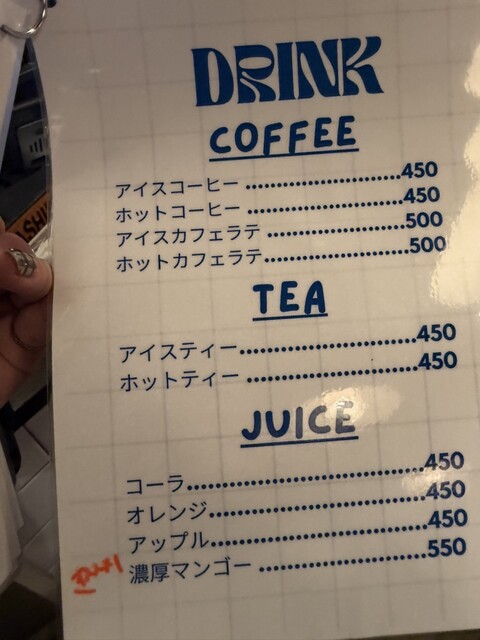 DRINK
COFFEE
アイスコーヒー 450
ホットコーヒー 450
アイスカフェラテ 500
ホットカフェラテ 500
TEA
アイスティー 450
ホットティー 450
JUICE
コーラ 450
オレンジ 450
アップル 450
濃厚マンゴー 550